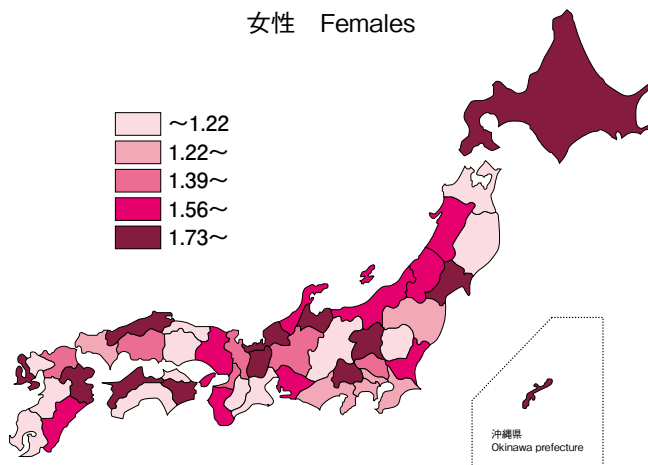 女性　Females
～1.22
1.22～
1.39～
1.56～
1.73～
沖縄県
Okinawa prefecture